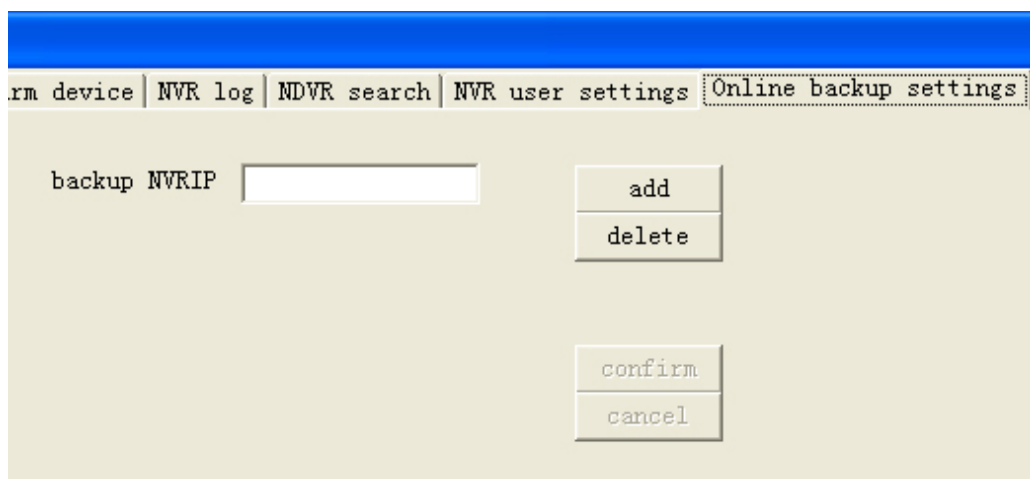 rm device NVR log NDVR search NVR user settings Online backup settings
backup NVRIP
add
delete
confirm
cancel